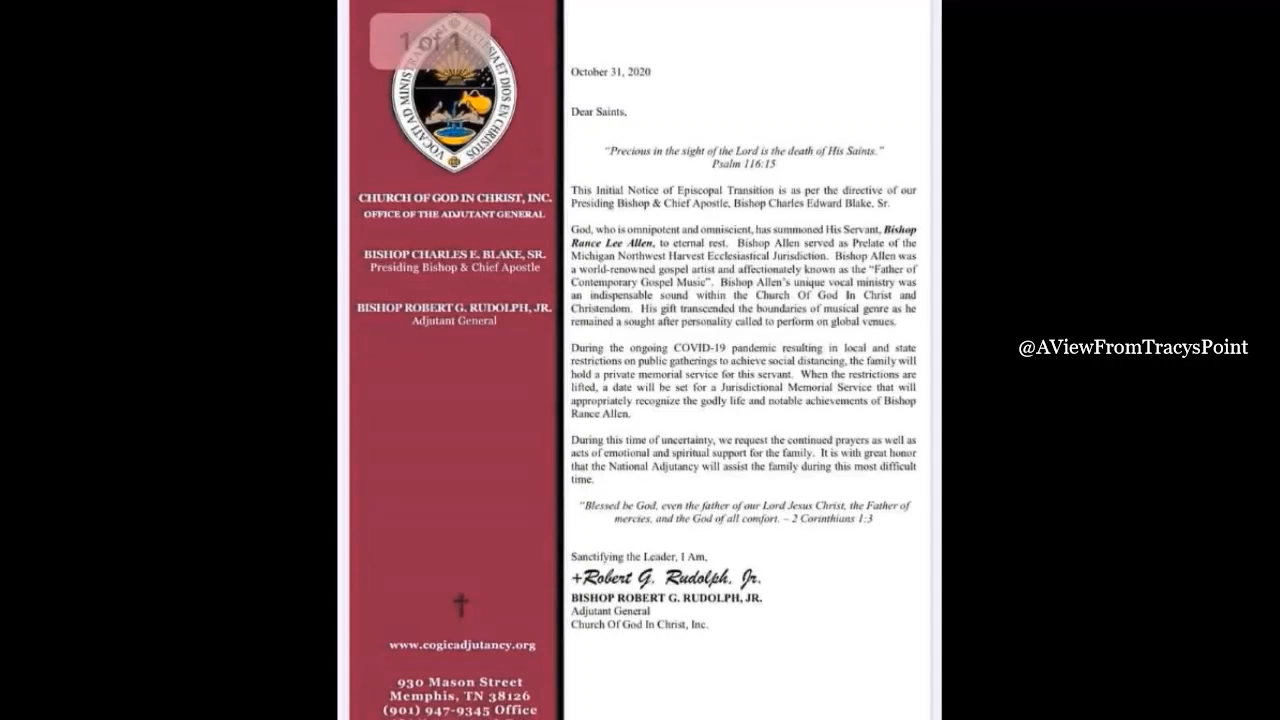 1 of 1
VOCATI AD MINISTRATION ECCLESIA ET DIOS EN CHRISTOS
CHURCH OF GOD IN CHRIST, INC.
OFFICE OF THE ADJUTANT GENERAL
BISHOP CHARLES E. BLAKE, SR.
Presiding Bishop & Chief Apostle
BISHOP ROBERT G. RUDOLPH, JR.
Adjutant General
www.cogicadjutancy.org
930 Mason Street
Memphis, TN 38126
(901) 947-9345 Office
October 31, 2020
Dear Saints,
"Precious in the sight of the Lord is the death of His Saints."
Psalm 116:15
This Initial Notice of Episcopal Transition is as per the directive of our
Presiding Bishop & Chief Apostle, Bishop Charles Edward Blake, Sr.
God, who is omnipotent and omniscient, has summoned His Servant, Bishop
Rance Lee Allen, to eternal rest. Bishop Allen served as Prelate of the
Michigan Northwest Harvest Ecclesiastical Jurisdiction. Bishop Allen was
a world-renowned gospel artist and affectionately known as the "Father of
Contemporary Gospel Music". Bishop Allen's unique vocal ministry was
an indispensable sound within the Church Of God In Christ and
Christendom. His gift transcended the boundaries of musical genre as he
remained a sought after personality called to perform on global venues.
During the ongoing COVID-19 pandemic resulting in local and state
restrictions on public gatherings to achieve social distancing, the family will
hold a private memorial service for this servant. When the restrictions are
lifted, a date will be set for a Jurisdictional Memorial Service that will
appropriately recognize the godly life and notable achievements of Bishop
Rance Allen.
During this time of uncertainty, we request the continued prayers as well as
acts of emotional and spiritual support for the family. It is with great honor
that the National Adjutancy will assist the family during this most difficult
time.
"Blessed be God, even the father of our Lord Jesus Christ, the Father of
mercies, and the God of all comfort. – 2 Corinthians 1:3
Sanctifying the Leader, I Am,
+Robert G. Rudolph, Jr.
BISHOP ROBERT G. RUDOLPH, JR.
Adjutant General
Church Of God In Christ, Inc.
@AViewFromTracysPoint